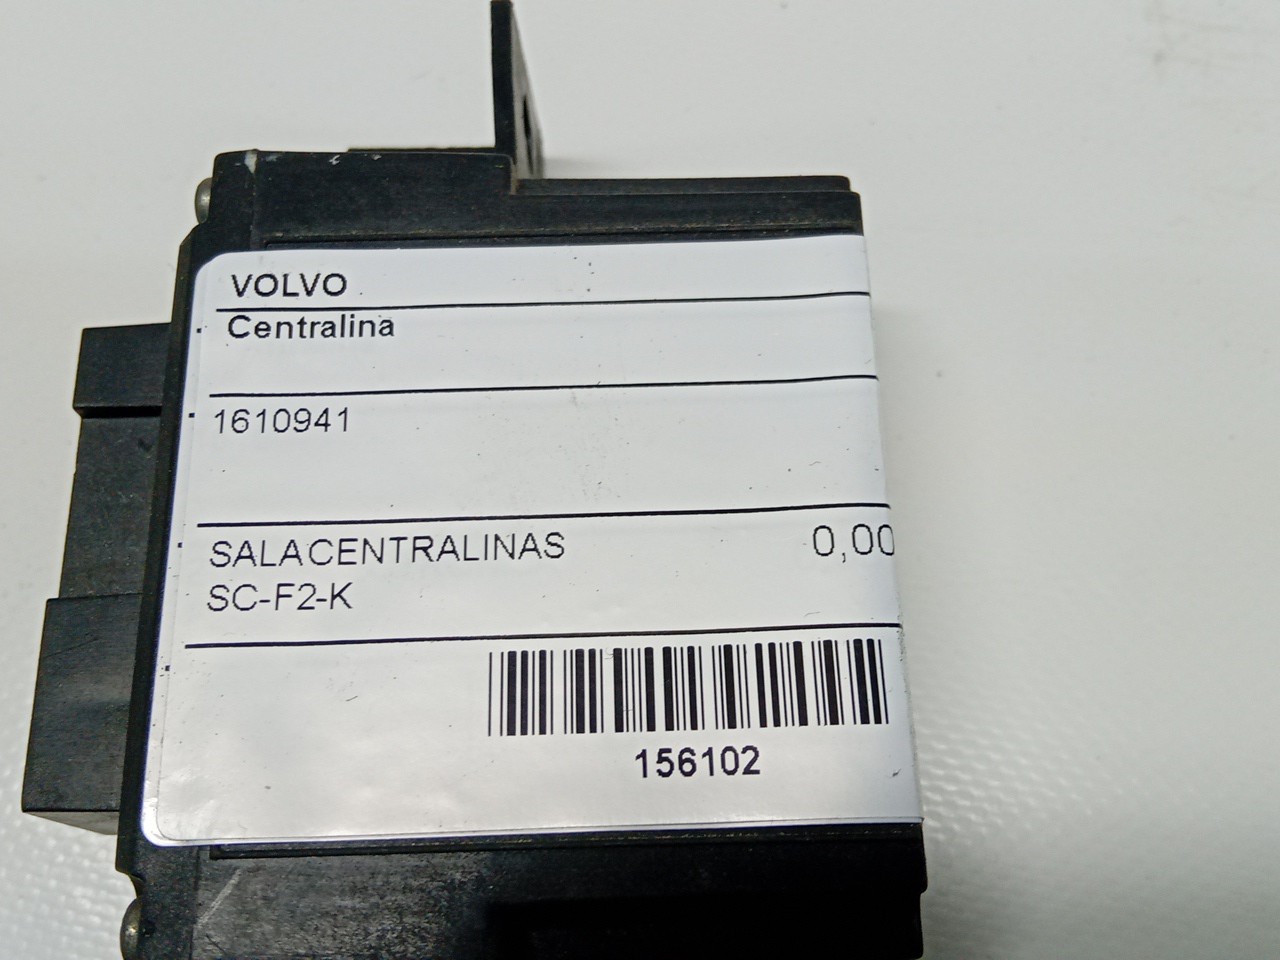 VOLVO
Centralina
1610941
SALACENTRALINAS 0,00
SC-F2-K
156102